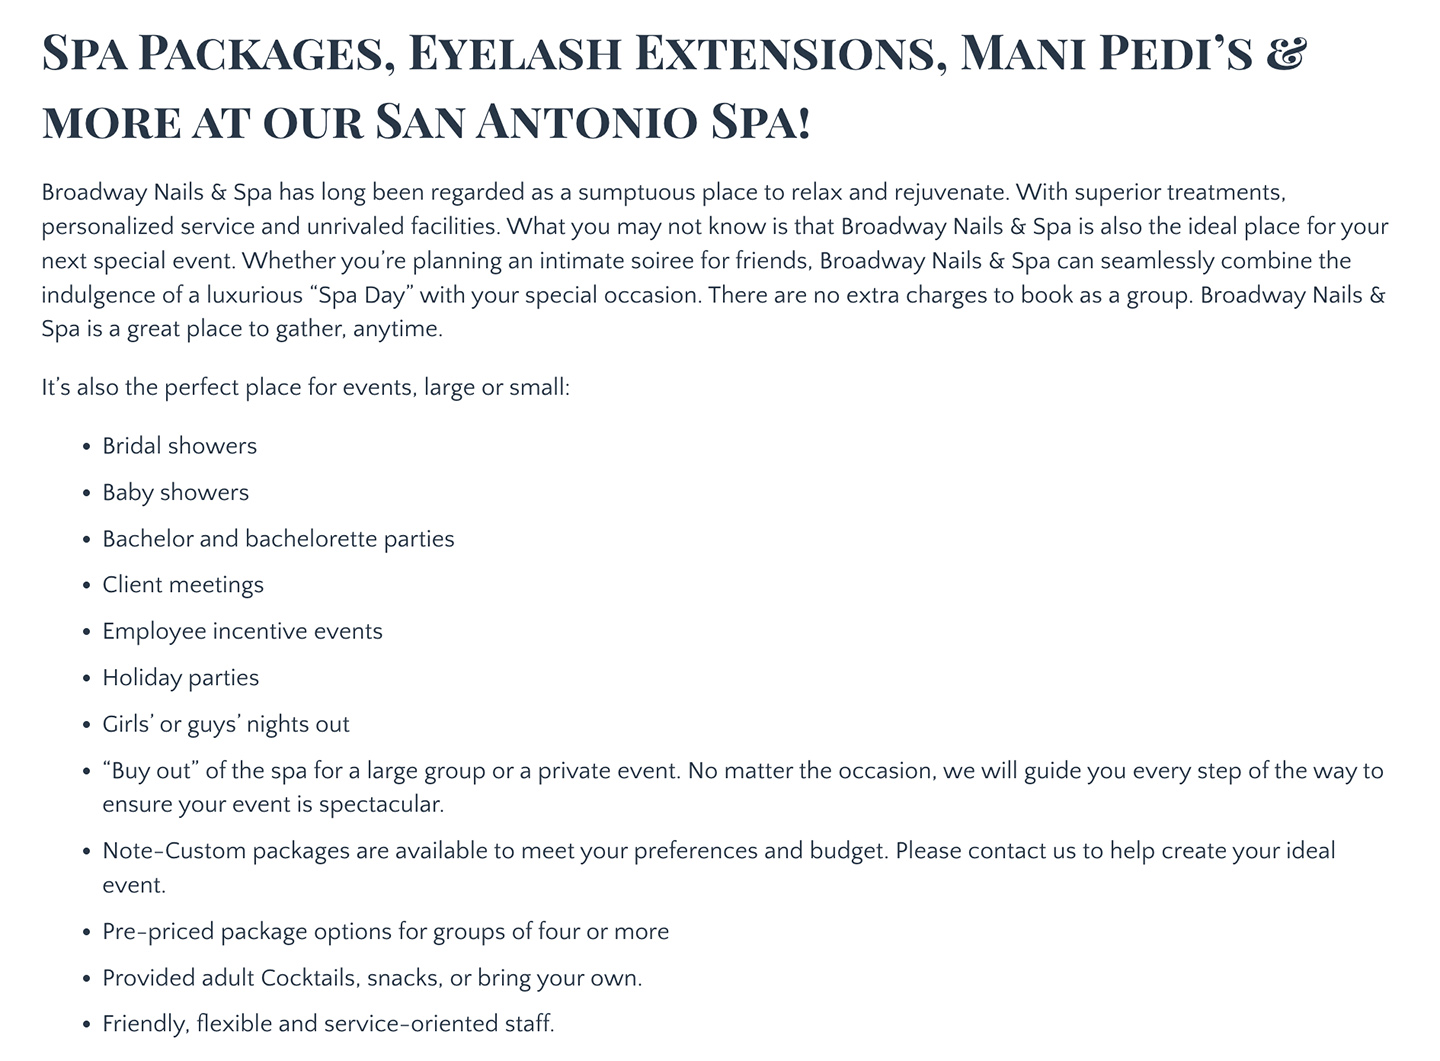 Spa Packages, Eyelash Extensions, Mani Pedi’s &
more at our San Antonio Spa!
Broadway Nails & Spa has long been regarded as a sumptuous place to relax and rejuvenate. With superior treatments,
personalized service and unrivaled facilities. What you may not know is that Broadway Nails & Spa is also the ideal place for your
next special event. Whether you’re planning an intimate soiree for friends, Broadway Nails & Spa can seamlessly combine the
indulgence of a luxurious “Spa Day” with your special occasion. There are no extra charges to book as a group. Broadway Nails &
Spa is a great place to gather, anytime.
It’s also the perfect place for events, large or small:
• Bridal showers
• Baby showers
• Bachelor and bachelorette parties
• Client meetings
• Employee incentive events
• Holiday parties
• Girls’ or guys’ nights out
• “Buy out” of the spa for a large group or a private event. No matter the occasion, we will guide you every step of the way to
ensure your event is spectacular.
• Note-Custom packages are available to meet your preferences and budget. Please contact us to help create your ideal
event.
• Pre-priced package options for groups of four or more
• Provided adult Cocktails, snacks, or bring your own.
• Friendly, flexible and service-oriented staff.